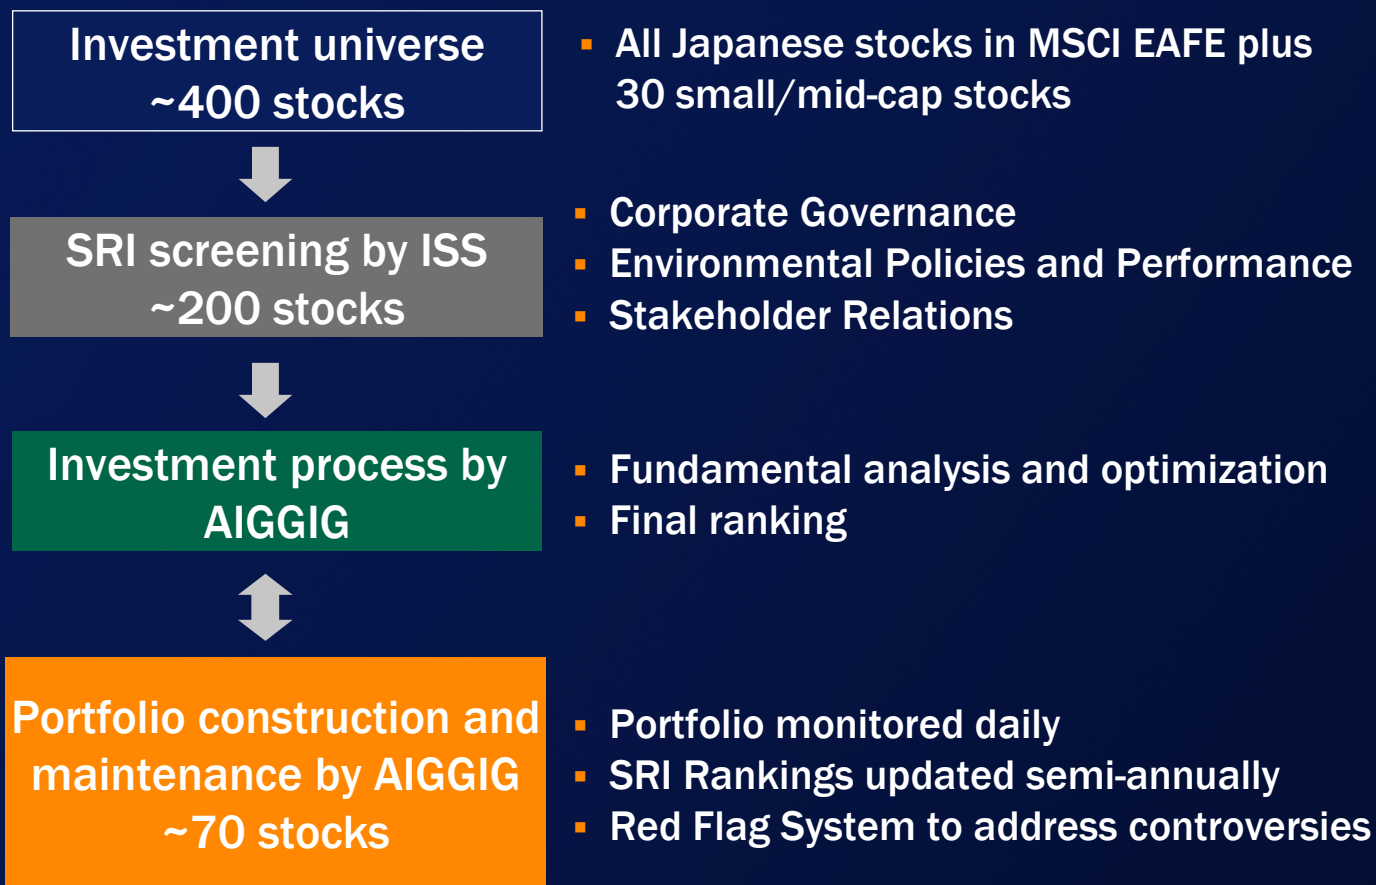 Investment universe
~400 stocks
▪ All Japanese stocks in MSCI EAFE plus
30 small/mid-cap stocks
SRI screening by ISS
~200 stocks
▪ Corporate Governance
▪ Environmental Policies and Performance
▪ Stakeholder Relations
Investment process by
AIGGIG
▪ Fundamental analysis and optimization
▪ Final ranking
Portfolio construction and
maintenance by AIGGIG
~70 stocks
▪ Portfolio monitored daily
▪ SRI Rankings updated semi-annually
▪ Red Flag System to address controversies